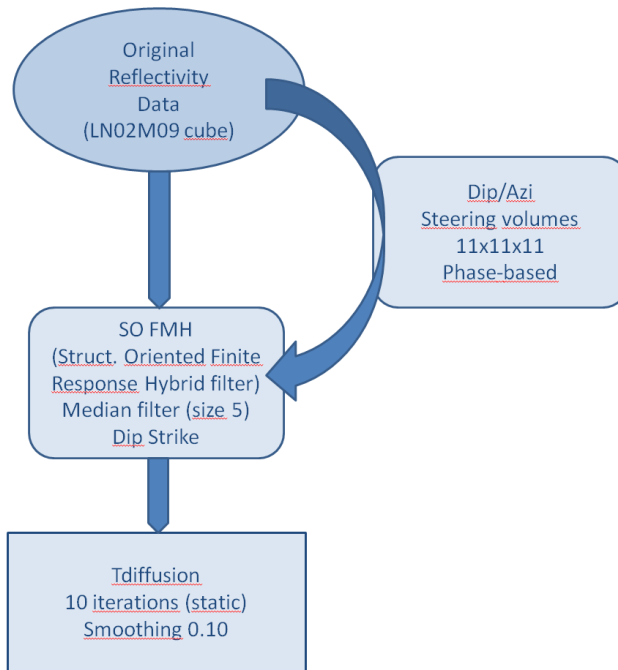 Original
Reflectivity
Data
(LN02M09 cube)
Dip/Azi
Steering volumes
11x11x11
Phase-based
SO FMH
(Struct. Oriented Finite
Response Hybrid filter)
Median filter (size 5)
Dip Strike
Tdiffusion
10 iterations (static)
Smoothing 0.10